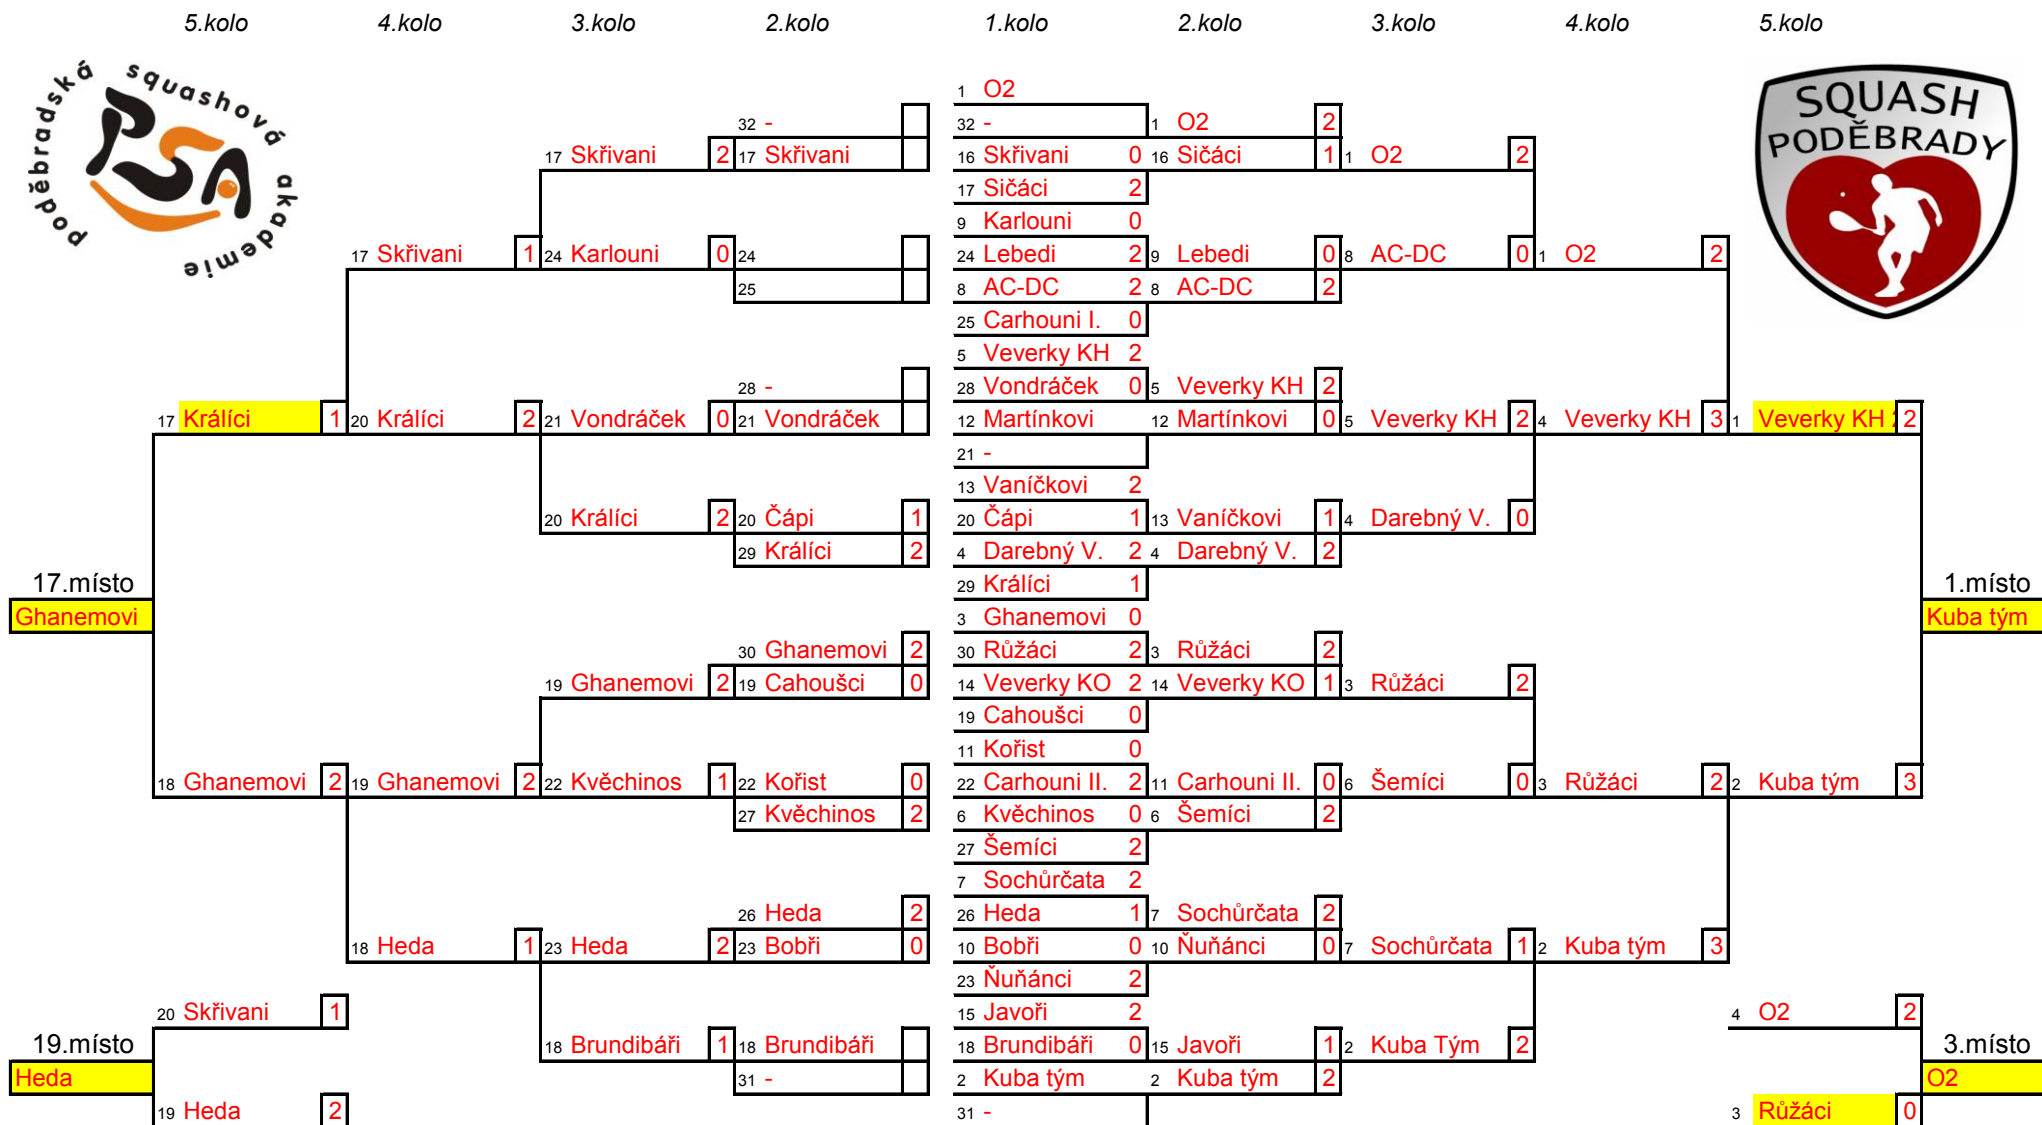 5.kolo 4.kolo 3.kolo 2.kolo 1.kolo 2.kolo 3.kolo 4.kolo 5.kolo
poděbradská squashová akademie
PSA
SQUASH
PODĚBRADY
1 O2
32 - 32 - 1 O2 2
17 Skřivani 2 17 Skřivani 16 Skřivani 0 16 Sičáci 1 1 O2 2
17 Sičáci 2
9 Karlouni 0
17 Skřivani 1 24 Karlouni 0 24 24 Lebedi 2 9 Lebedi 0 8 AC-DC 0 1 O2 2
25 8 AC-DC 2 8 AC-DC 2
25 Carhouni I. 0
5 Veverky KH 2
28 - 28 Vondráček 0 5 Veverky KH 2
17 Králíci 1 20 Králíci 2 21 Vondráček 0 21 Vondráček 12 Martínkovi 12 Martínkovi 0 5 Veverky KH 2 4 Veverky KH 3 1 Veverky KH 2
21 -
13 Vaníčkovi 2
20 Králíci 2 20 Čápi 1 20 Čápi 1 13 Vaníčkovi 1 4 Darebný V. 0
29 Králíci 2 4 Darebný V. 2 4 Darebný V. 2
17.místo 29 Králíci 1 1.místo
Ghanemovi 3 Ghanemovi 0 Kuba tým
30 Ghanemovi 2 30 Růžáci 2 3 Růžáci 2
19 Ghanemovi 2 19 Cahoušci 0 14 Veverky KO 2 14 Veverky KO 1 3 Růžáci 2
19 Cahoušci 0
11 Kořist 0
18 Ghanemovi 2 19 Ghanemovi 2 22 Kvěchinos 1 22 Kořist 0 22 Carhouni II. 2 11 Carhouni II. 0 6 Šemíci 0 3 Růžáci 2 2 Kuba tým 3
27 Kvěchinos 2 6 Kvěchinos 0 6 Šemíci 2
27 Šemíci 2
7 Sochůrčata 2
26 Heda 2 26 Heda 1 7 Sochůrčata 2
18 Heda 1 23 Heda 2 23 Bobři 0 10 Bobři 0 10 Ňuňánci 0 7 Sochůrčata 1 2 Kuba tým 3
23 Ňuňánci 2
20 Skřivani 1 15 Javoři 2 4 O2 2
19.místo 18 Brundibáři 1 18 Brundibáři 18 Brundibáři 0 15 Javoři 1 2 Kuba Tým 2 3.místo
Heda 31 - 2 Kuba tým 2 Kuba tým 2 O2
19 Heda 2 31 - 3 Růžáci 0